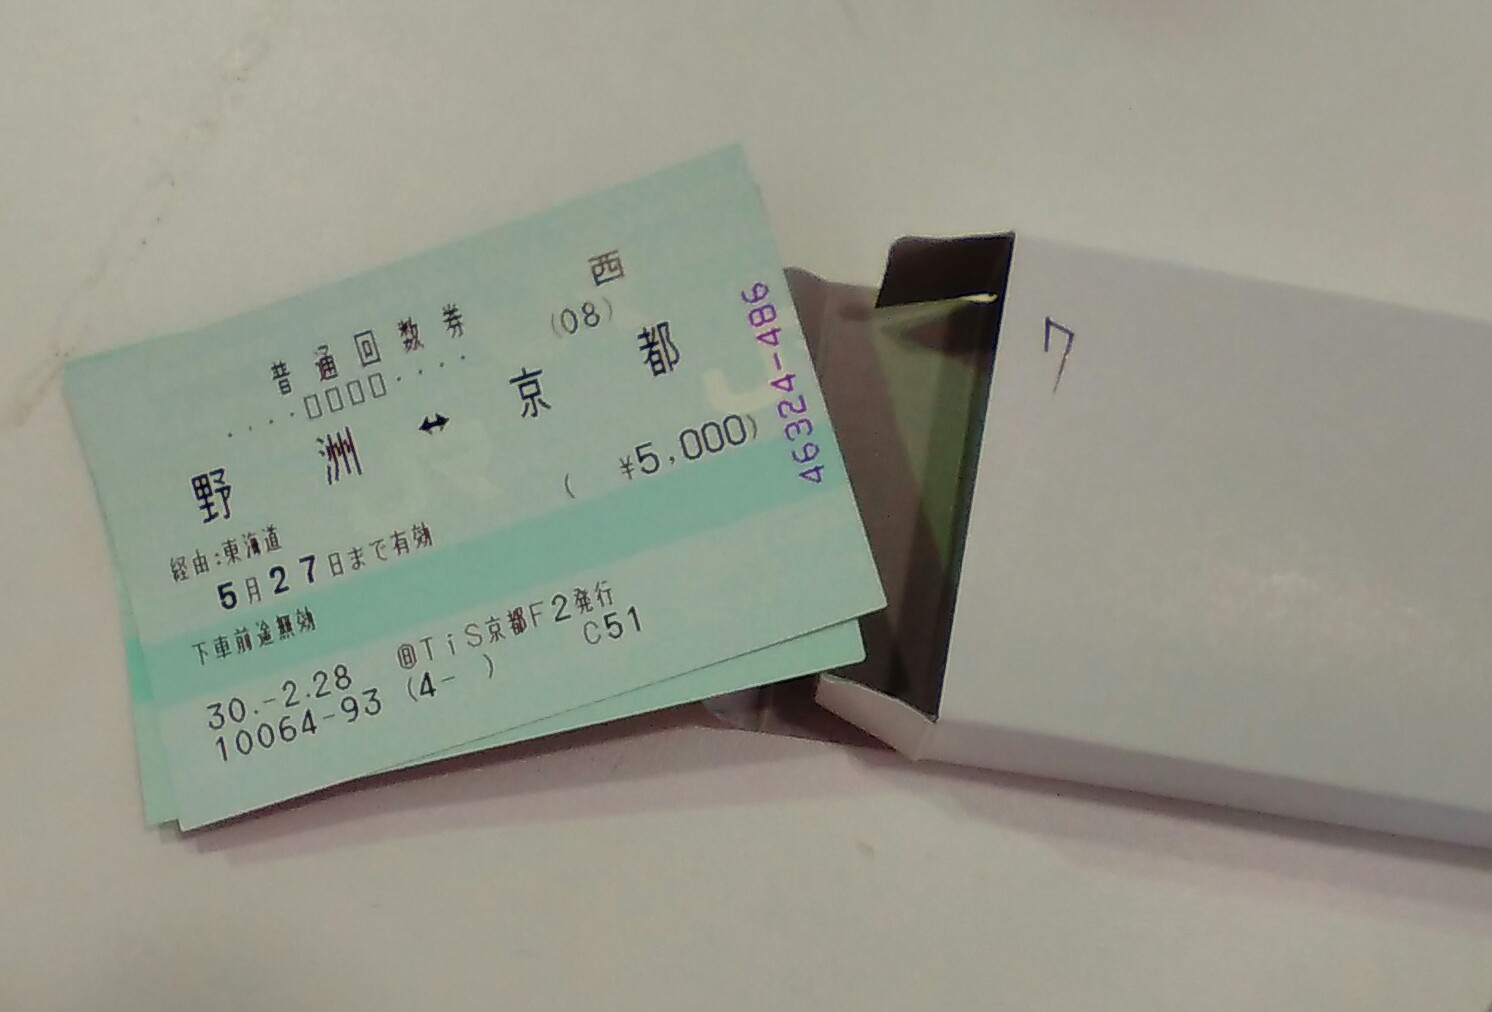 西
普通回数券 (08)
····▯▯▯▯····
野洲 ↔ 京都
経由:東海道 ( ¥5,000)
5月27日まで有効
下車前途無効
30.-2.28 @TiS京都F2発行
10064-93 (4- ) C51
46324-486
7